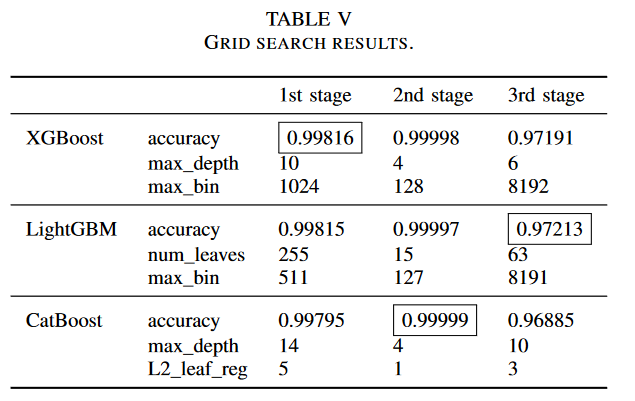 TABLE V
GRID SEARCH RESULTS.
1st stage 2nd stage 3rd stage
XGBoost accuracy 0.99816 0.99998 0.97191
max_depth 10 4 6
max_bin 1024 128 8192
LightGBM accuracy 0.99815 0.99997 0.97213
num_leaves 255 15 63
max_bin 511 127 8191
CatBoost accuracy 0.99795 0.99999 0.96885
max_depth 14 4 10
L2_leaf_reg 5 1 3